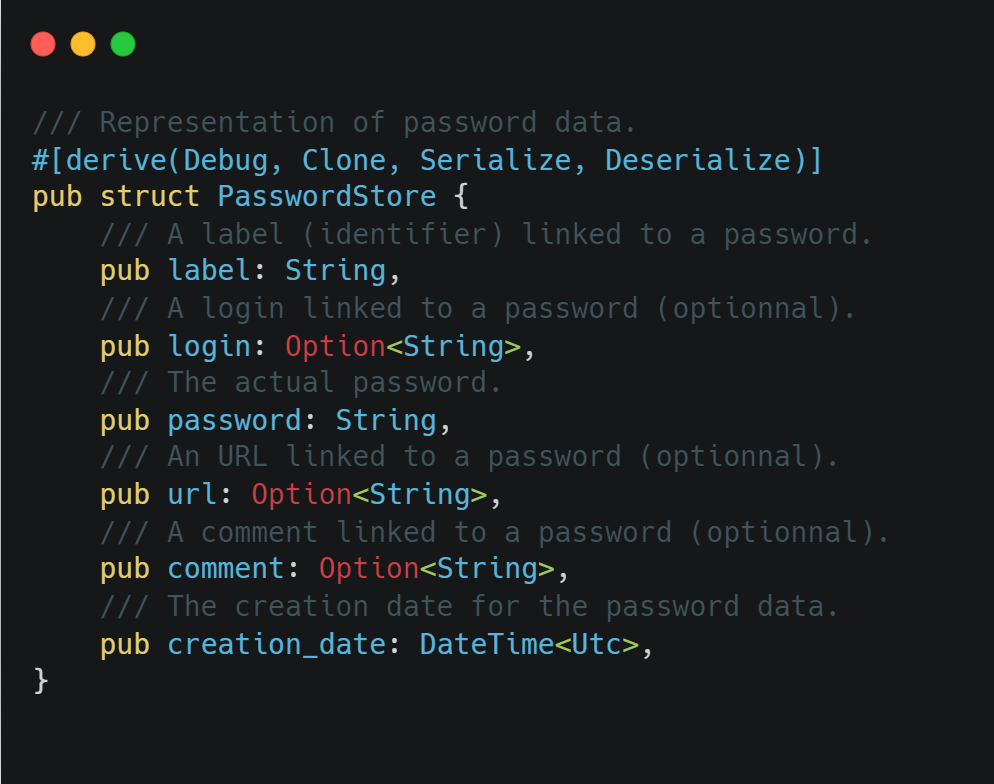 /// Representation of password data.
#[derive(Debug, Clone, Serialize, Deserialize)]
pub struct PasswordStore {
    /// A label (identifier) linked to a password.
    pub label: String,
    /// A login linked to a password (optionnal).
    pub login: Option<String>,
    /// The actual password.
    pub password: String,
    /// An URL linked to a password (optionnal).
    pub url: Option<String>,
    /// A comment linked to a password (optionnal).
    pub comment: Option<String>,
    /// The creation date for the password data.
    pub creation_date: DateTime<Utc>,
}